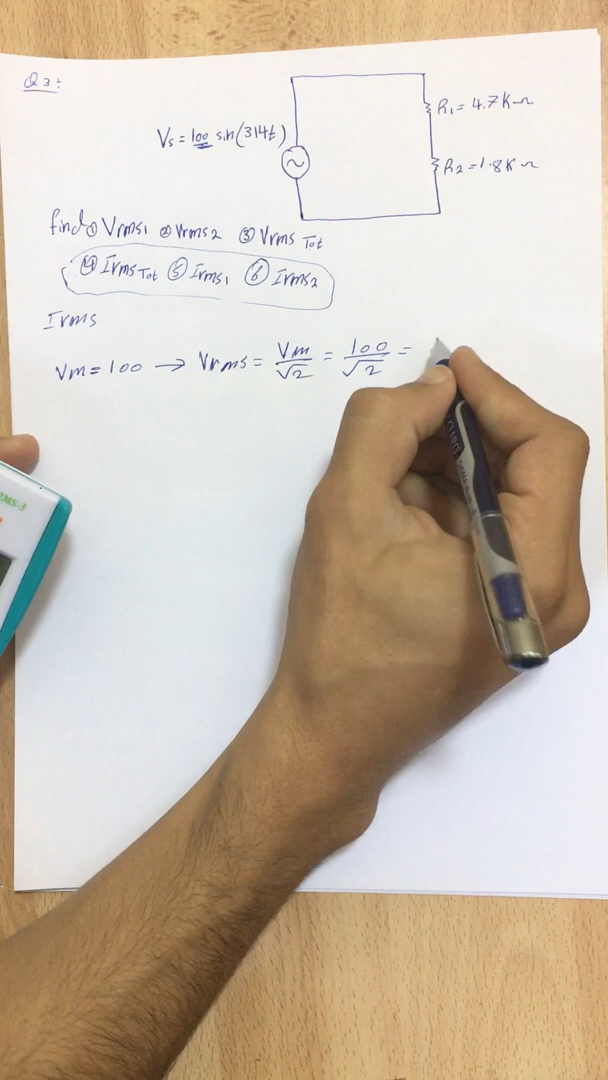 Q3:
Vs = 100 sin(314t)
R1 = 4.7KΩ
R2 = 1.8KΩ
find ① Vrms1 ② Vrms2 ③ Vrms Tot
④ Irms Tot ⑤ Irms1 ⑥ Irms2
Irms
Vm = 100 → Vrms = Vm/√2 = 100/√2 =